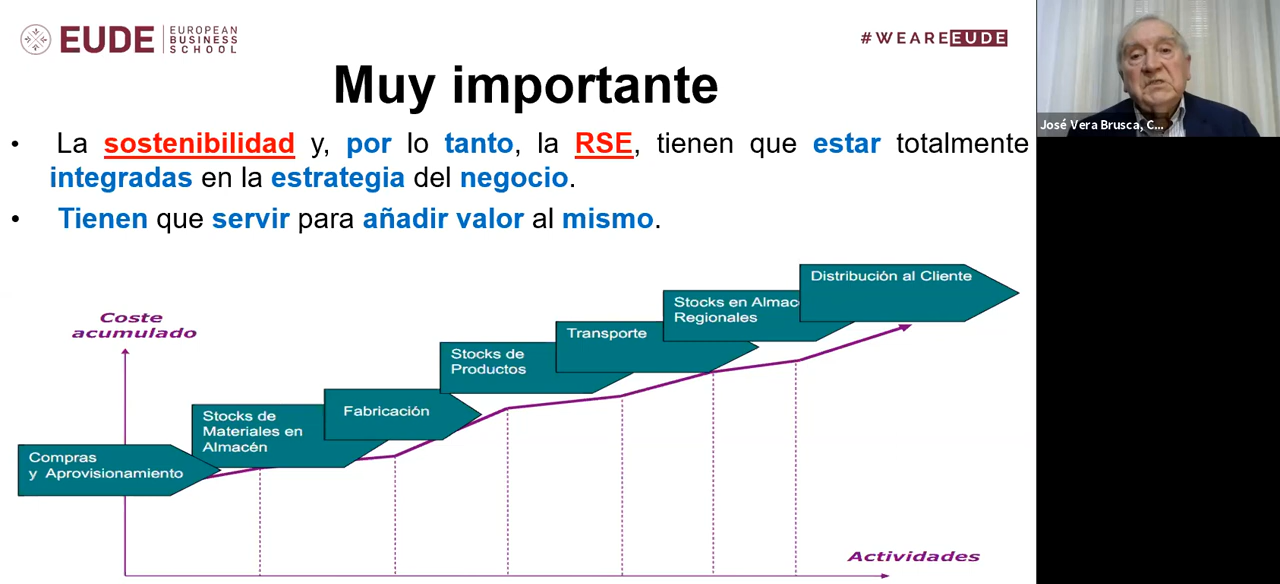 EUDE
EUROPEAN
BUSINESS
SCHOOL
#WEAREEUDE
Muy importante
• La sostenibilidad y, por lo tanto, la RSE, tienen que estar totalmente
integradas en la estrategia del negocio.
• Tienen que servir para añadir valor al mismo.
Coste
acumulado
Compras
y Aprovisionamiento
Stocks de
Materiales en
Almacén
Fabricación
Stocks de
Productos
Transporte
Stocks en Almac
Regionales
Distribución al Cliente
Actividades
José Vera Brusca, C...